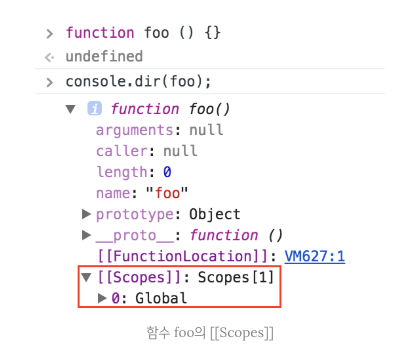 > function foo () {}
<· undefined
> console.dir(foo);
▼ i function foo()
arguments: null
caller: null
length: 0
name: "foo"
▶ prototype: Object
▶ __proto__: function ()
[[FunctionLocation]]: VM627:1
▼ [[Scopes]]: Scopes[1]
▶ 0: Global
함수 foo의 [[Scopes]]